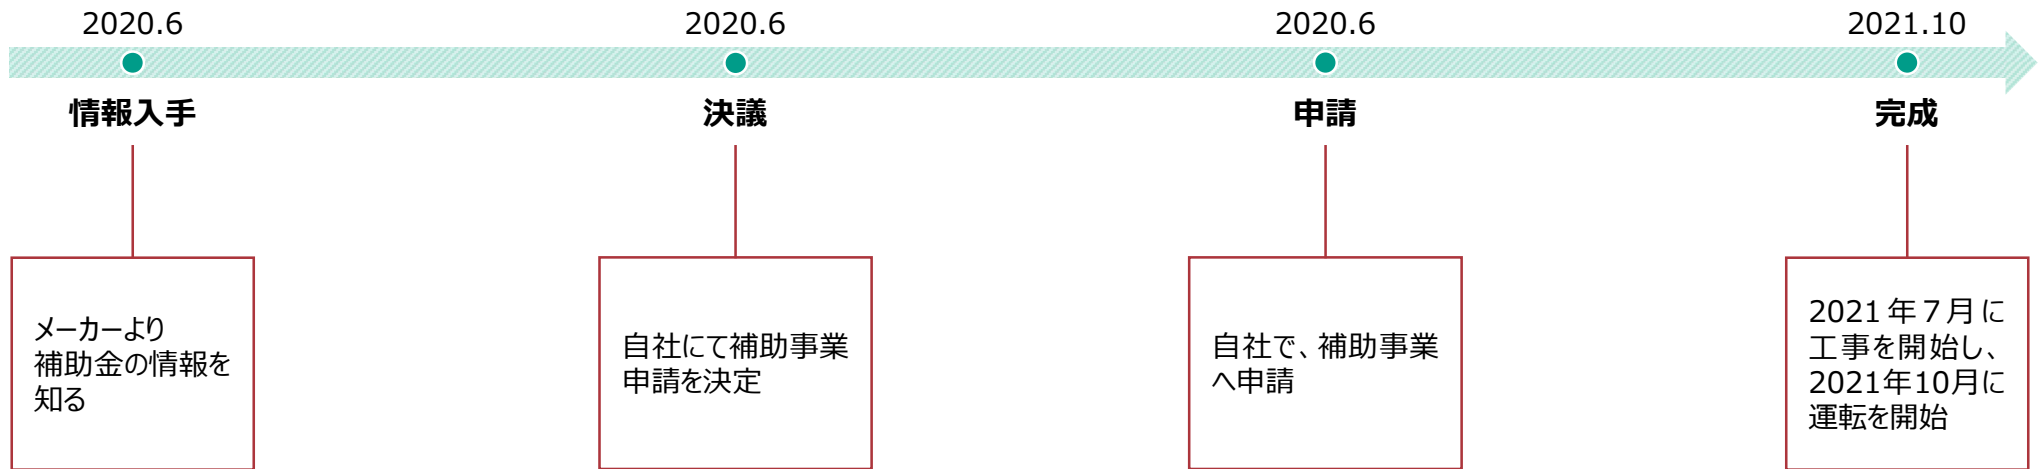 2020.6
2020.6
2020.6
2021.10
情報入手
決議
申請
完成
メーカーより
補助金の情報を
知る
自社にて補助事業
申請を決定
自社で、補助事業
へ申請
2021年７月に
工事を開始し、
2021年10月に
運転を開始